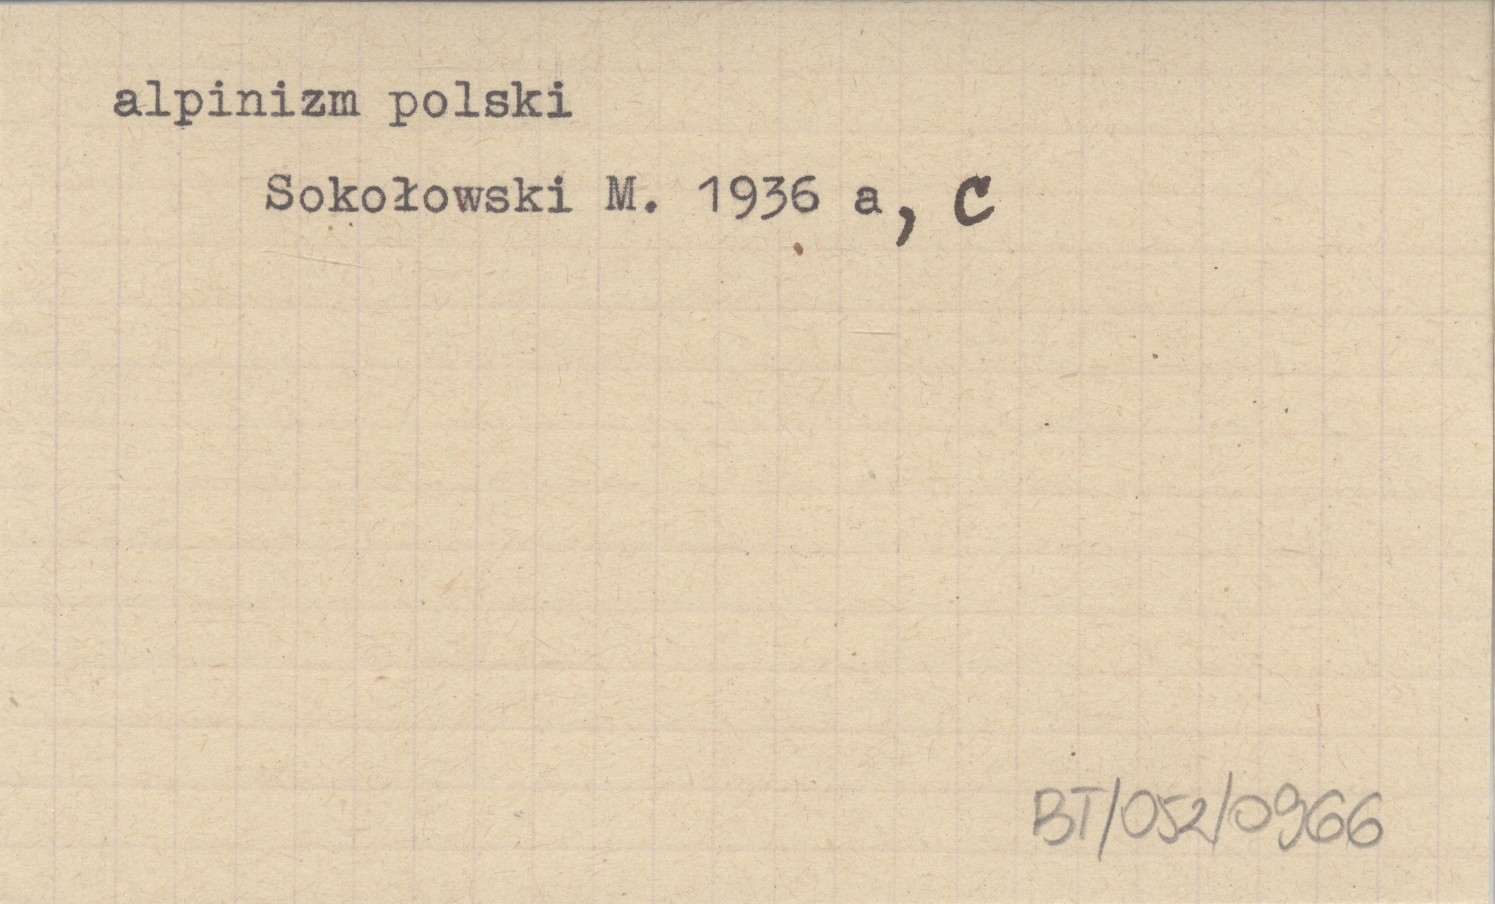 alpinizm polski
Sokołowski M. 1936 a, c
BT/052/0966